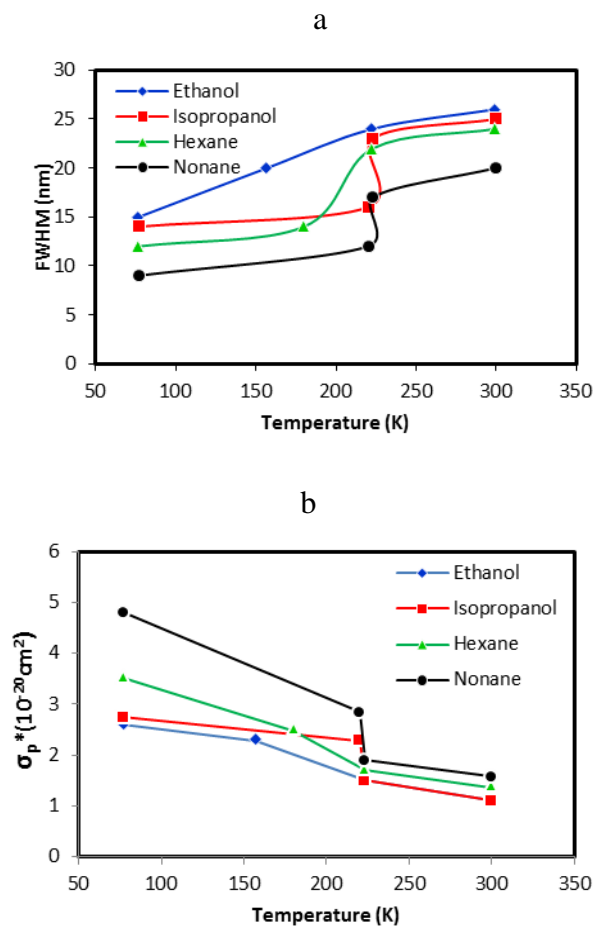 a
30
25
20
15
10
5
0
FWHM (nm)
Ethanol
Isopropanol
Hexane
Nonane
50 100 150 200 250 300 350
Temperature (K)
b
6
5
4
3
2
1
0
σp*(10-20cm2)
Ethanol
Isopropanol
Hexane
Nonane
50 100 150 200 250 300 350
Temperature (K)